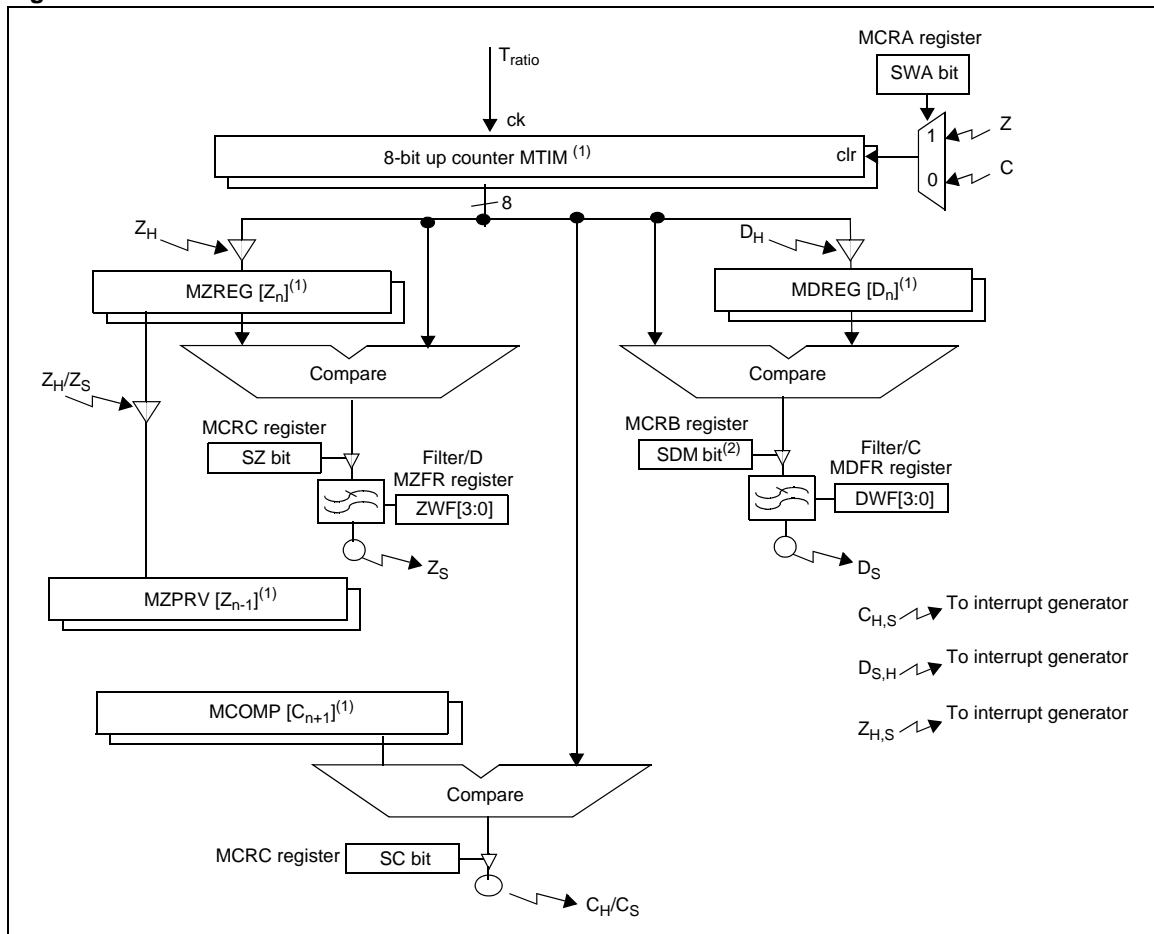 T_ratio
MCRA register
SWA bit
ck
8-bit up counter MTIM (1)
clr
1
Z
0
C
8
Z_H
D_H
MZREG [Z_n](1)
MDREG [D_n](1)
Compare
Compare
Z_H/Z_S
MCRC register
SZ bit
Filter/D
MZFR register
ZWF[3:0]
MCRB register
SDM bit(2)
Filter/C
MDFR register
DWF[3:0]
Z_S
D_S
MZPRV [Z_n-1](1)
C_H,S To interrupt generator
D_S,H To interrupt generator
Z_H,S To interrupt generator
MCOMP [C_n+1](1)
Compare
MCRC register
SC bit
C_H/C_S